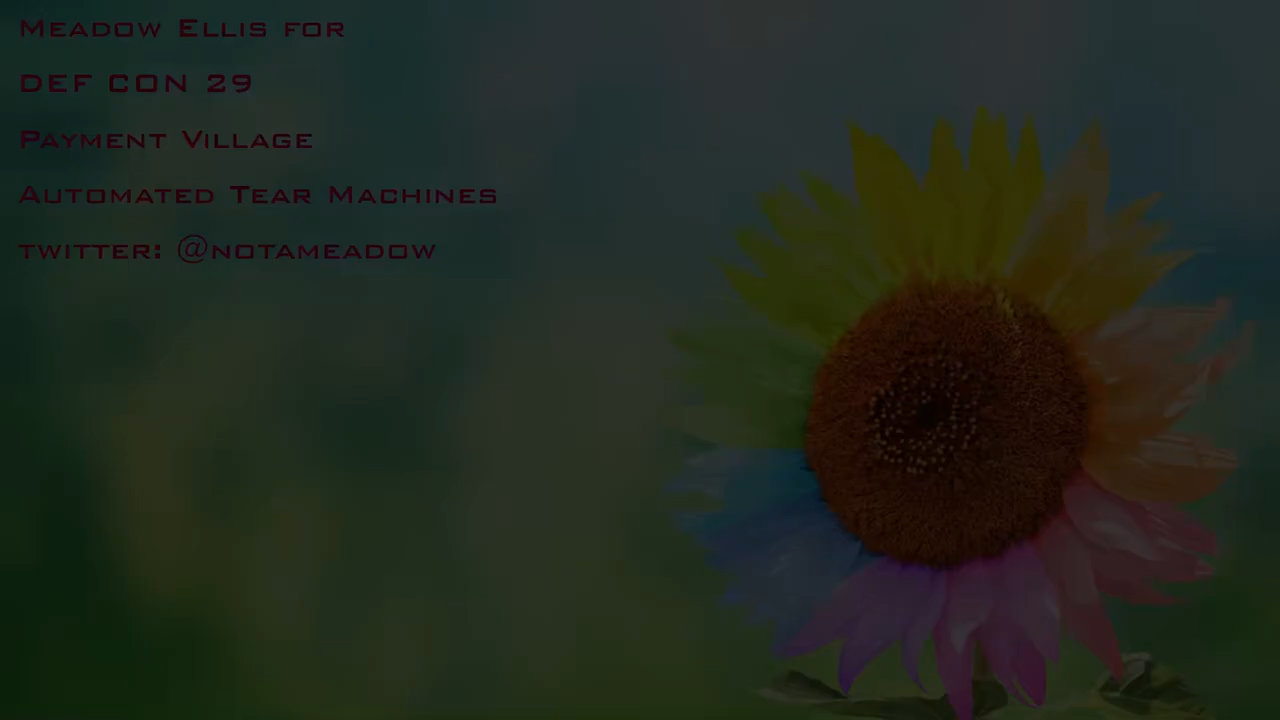 Meadow Ellis for
DEF CON 29
Payment Village
Automated Tear Machines
twitter: @notameadow